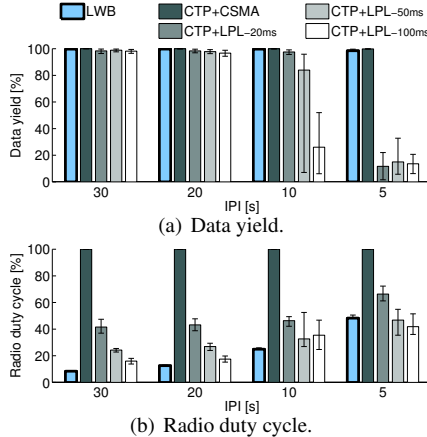 LWB CTP+CSMA CTP+LPL−50ms
CTP+LPL−20ms CTP+LPL−100ms
Data yield [%]
100
80
60
40
20
0
30 20 10 5
IPI [s]
(a) Data yield.
Radio duty cycle [%]
100
80
60
40
20
0
30 20 10 5
IPI [s]
(b) Radio duty cycle.